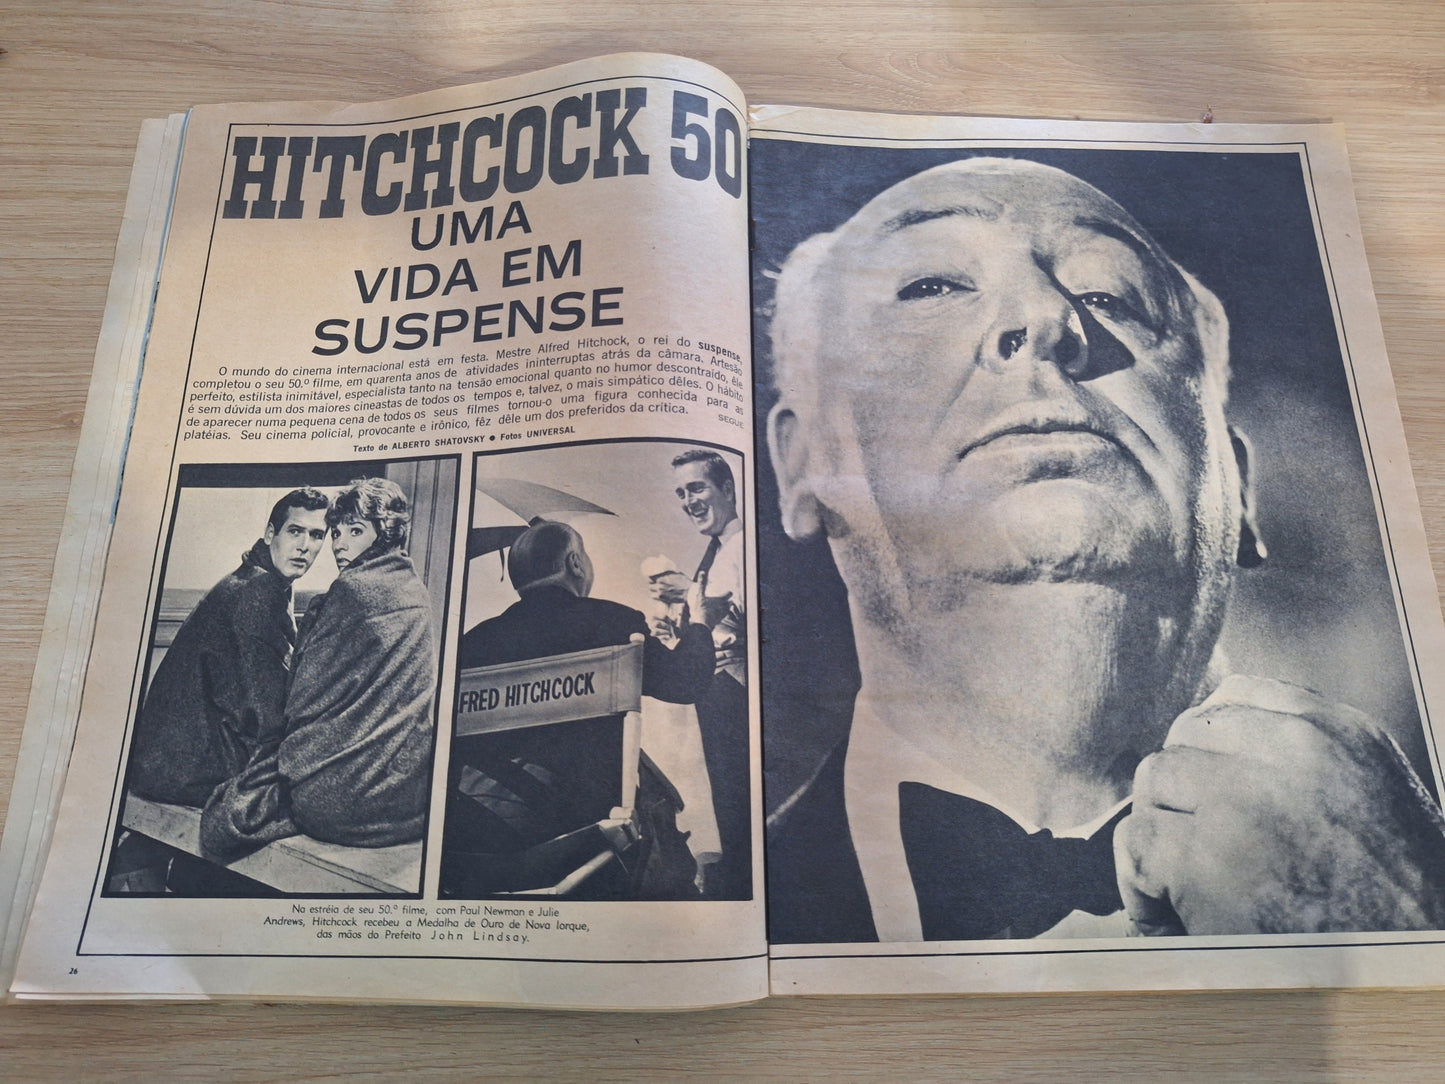 HITCHCOCK 50
UMA
VIDA EM
SUSPENSE
O mundo do cinema internacional está em festa. Mestre Alfred Hitchcock, o rei do suspense,
completou o seu 50.º filme, em quarenta anos de atividades ininterruptas atrás da câmara. Artesão
perfeito, estilista inimitável, especialista tanto na tensão emocional quanto no humor descontraído, êle
é sem dúvida um dos maiores cineastas de todos os tempos e, talvez, o mais simpático dêles. O hábito
de aparecer numa pequena cena de todos os seus filmes tornou-o uma figura conhecida para as
platéias. Seu cinema policial, provocante e irônico, fêz dêle um dos preferidos da crítica.
SEGUE
Texto de ALBERTO SHATOVSKY ● Fotos UNIVERSAL
FRED HITCHCOCK
Na estréia de seu 50.º filme, com Paul Newman e Julie
Andrews, Hitchcock recebeu a Medalha de Ouro de Nova Iorque,
das mãos do Prefeito John Lindsay.
26